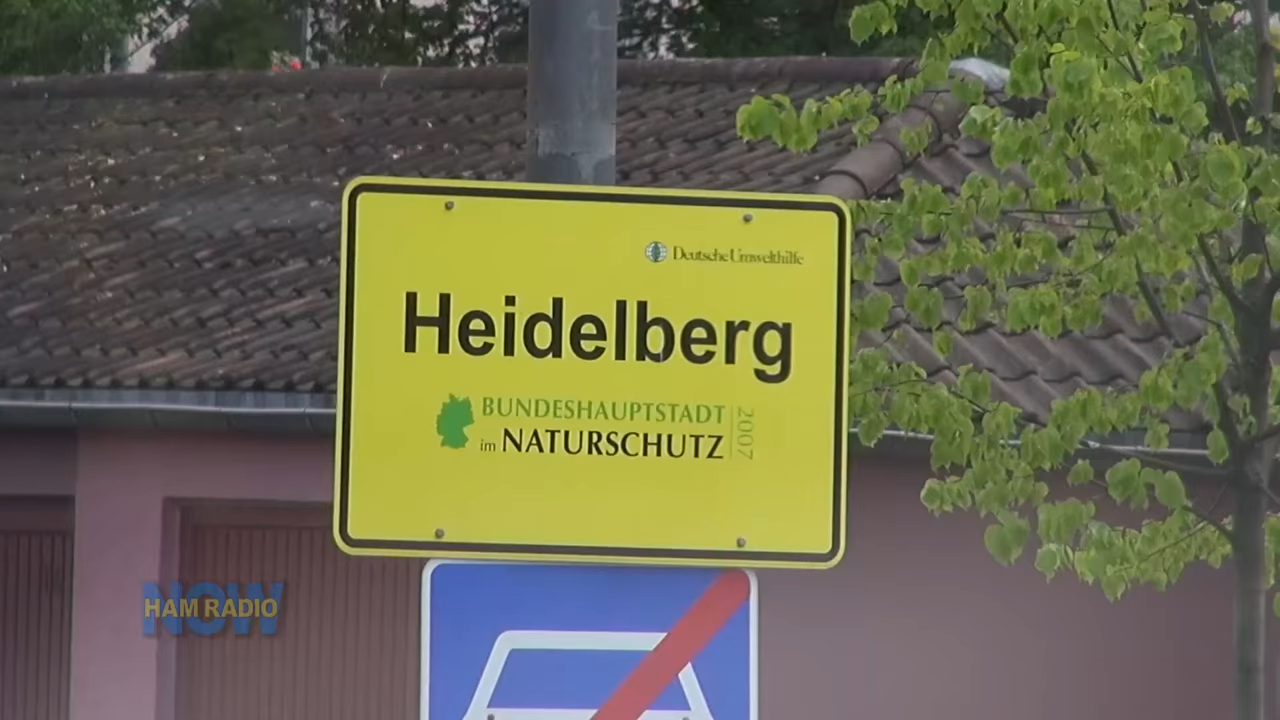 Deutsche Umwelthilfe
Heidelberg
BUNDESHAUPTSTADT
im NATURSCHUTZ
2007
NOW
HAM RADIO